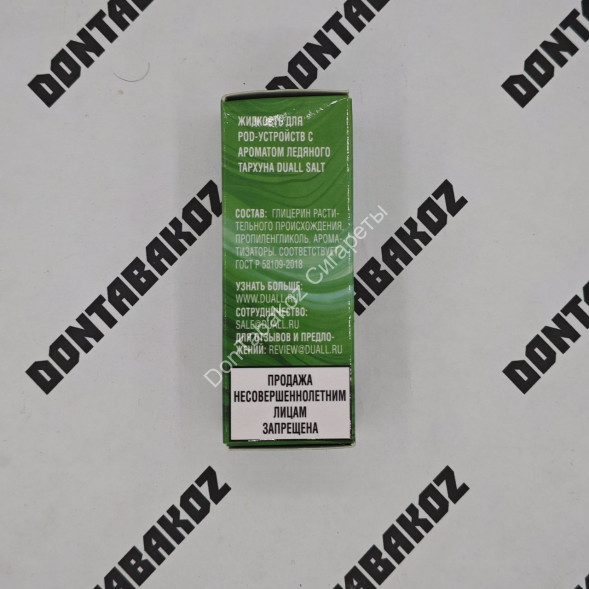 DONTABAKOZ
DONTABAKOZ
ЖИДКОСТЬ ДЛЯ
POD-УСТРОЙСТВ С
АРОМАТОМ ЛЕДЯНОГО
ТАРХУНА DUALL SALT
СОСТАВ: ГЛИЦЕРИН РАСТИ-
ТЕЛЬНОГО ПРОИСХОЖДЕНИЯ,
ПРОПИЛЕНГЛИКОЛЬ, АРОМА-
ТИЗАТОРЫ. СООТВЕТСТВУЕТ
ГОСТ Р 58109-2018
УЗНАТЬ БОЛЬШЕ:
WWW.DUALL.RU
СОТРУДНИЧЕСТВО:
SALE@DUALL.RU
ДЛЯ ОТЗЫВОВ И ПРЕДЛО-
ЖЕНИЙ: REVIEW@DUALL.RU
ПРОДАЖА
НЕСОВЕРШЕННОЛЕТНИМ
ЛИЦАМ
ЗАПРЕЩЕНА
DonTabakoz Сигареты
DONTABAKOZ
DONTABAKOZ
DONTABAKOZ
DONTABAKOZ